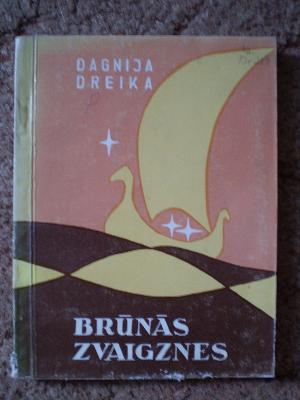 DAGNIJA
DREIKA
BRŪNĀS
ZVAIGZNES